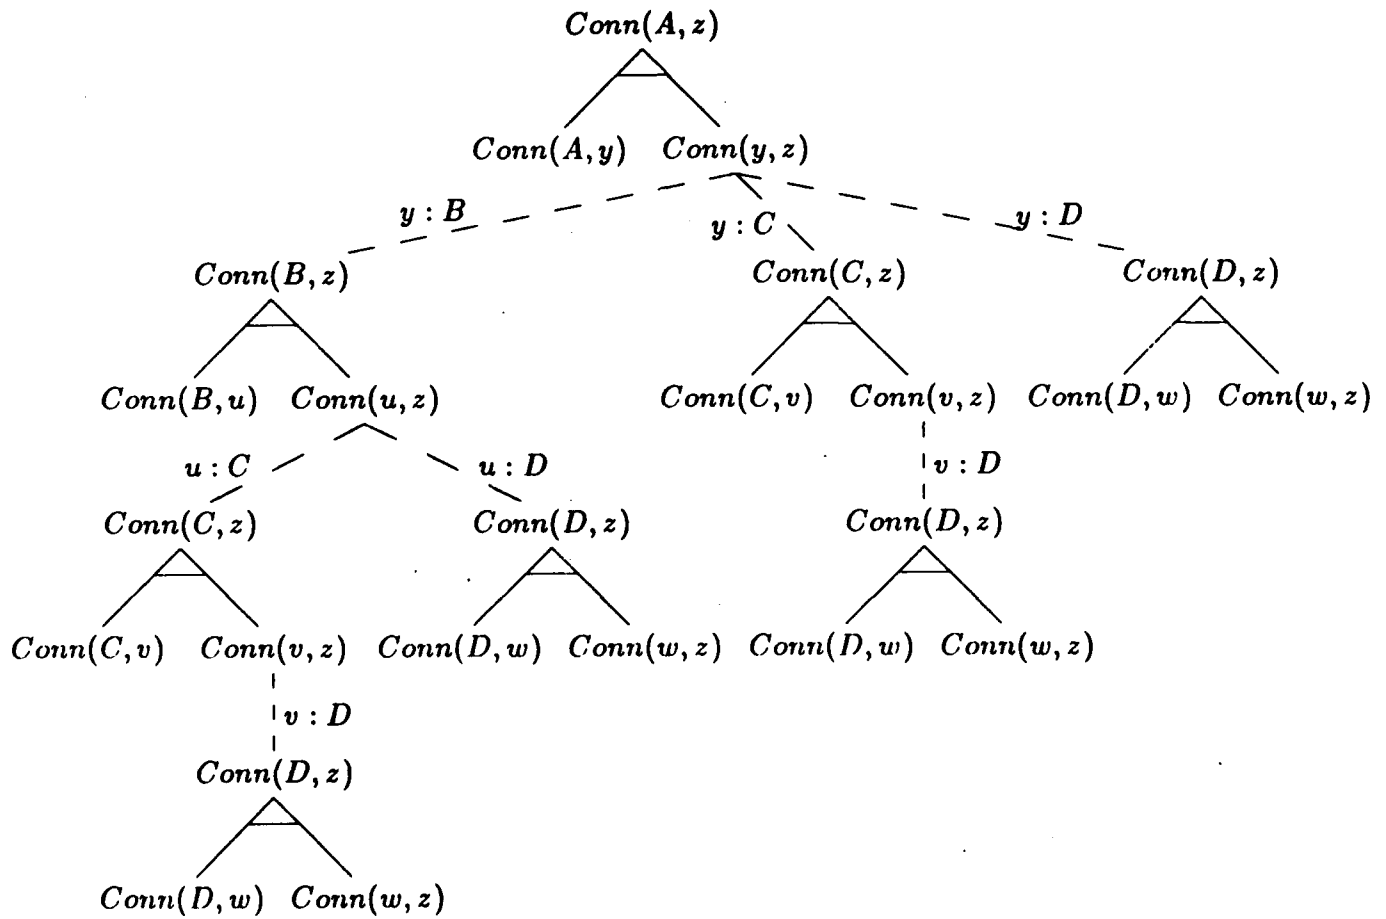 Conn(A, z)
Conn(A, y) Conn(y, z)
y : B y : C y : D
Conn(B, z) Conn(C, z) Conn(D, z)
Conn(B, u) Conn(u, z) Conn(C, v) Conn(v, z) Conn(D, w) Conn(w, z)
u : C u : D v : D
Conn(C, z) Conn(D, z) Conn(D, z)
Conn(C, v) Conn(v, z) Conn(D, w) Conn(w, z) Conn(D, w) Conn(w, z)
v : D
Conn(D, z)
Conn(D, w) Conn(w, z)